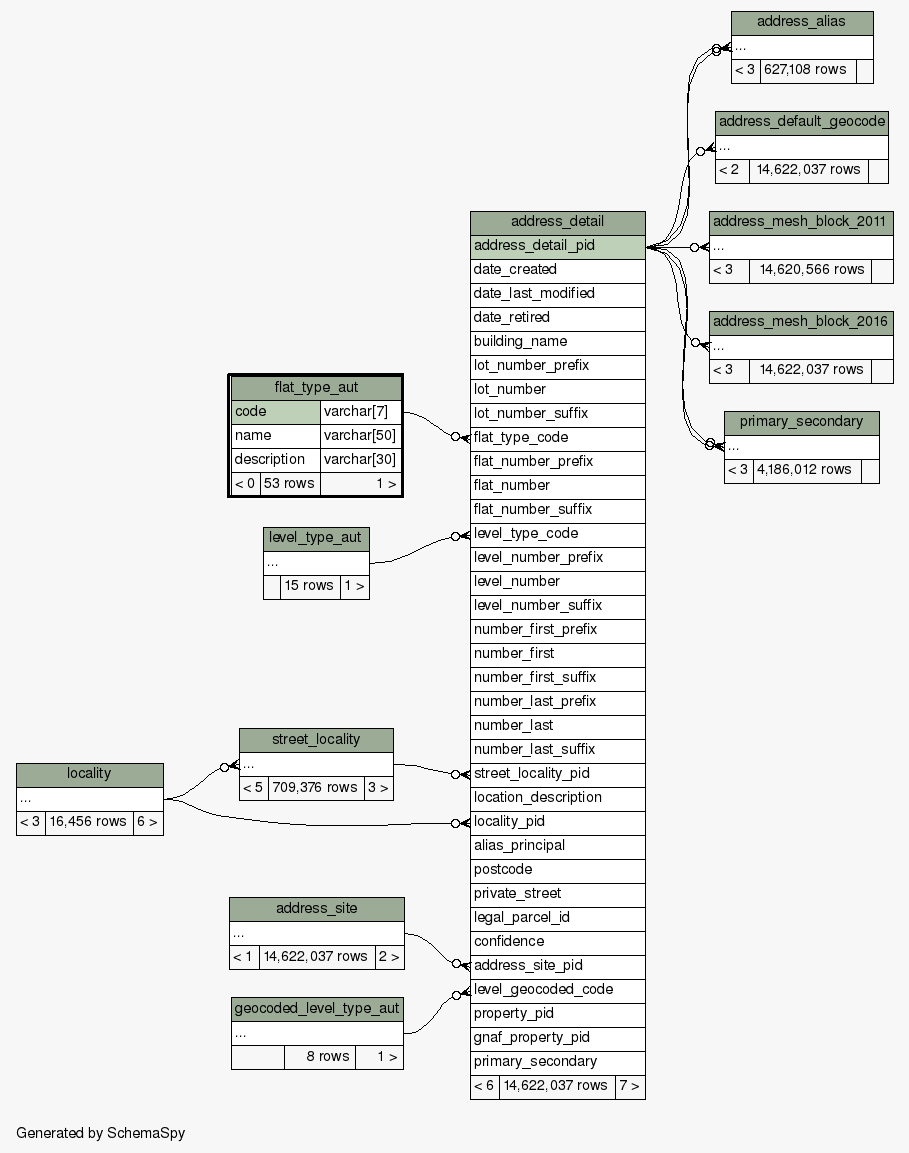 address_alias
...
< 3 627,108 rows
address_default_geocode
...
< 2 14,622,037 rows
address_mesh_block_2011
...
< 3 14,620,566 rows
address_mesh_block_2016
...
< 3 14,622,037 rows
primary_secondary
...
< 3 4,186,012 rows
address_detail
address_detail_pid
date_created
date_last_modified
date_retired
building_name
lot_number_prefix
lot_number
lot_number_suffix
flat_type_code
flat_number_prefix
flat_number
flat_number_suffix
level_type_code
level_number_prefix
level_number
level_number_suffix
number_first_prefix
number_first
number_first_suffix
number_last_prefix
number_last
number_last_suffix
street_locality_pid
location_description
locality_pid
alias_principal
postcode
private_street
legal_parcel_id
confidence
address_site_pid
level_geocoded_code
property_pid
gnaf_property_pid
primary_secondary
< 6 14,622,037 rows 7 >
flat_type_aut
code varchar[7]
name varchar[50]
description varchar[30]
< 0 53 rows 1 >
level_type_aut
...
15 rows 1 >
street_locality
...
< 5 709,376 rows 3 >
locality
...
< 3 16,456 rows 6 >
address_site
...
< 1 14,622,037 rows 2 >
geocoded_level_type_aut
...
8 rows 1 >
Generated by SchemaSpy